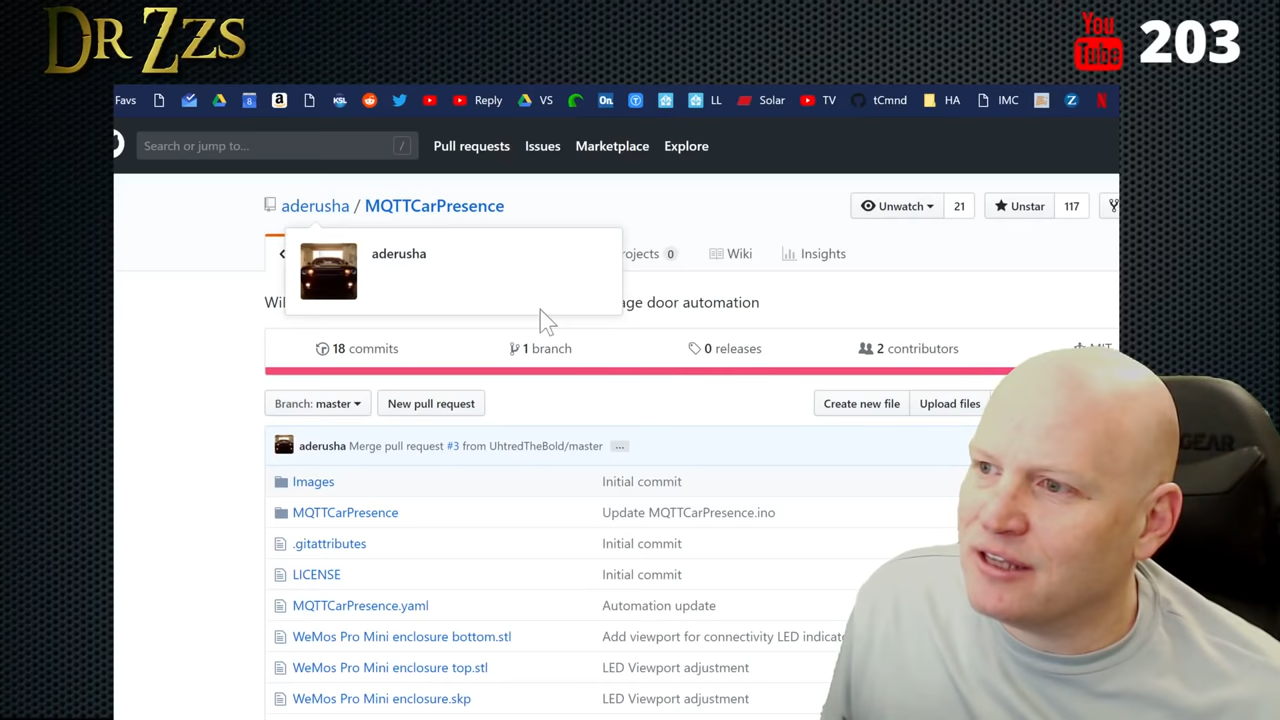 DR ZZS
You Tube 203
Favs 8 a KSL Reply VS On. LL Solar TV tCmnd HA IMC Z N
Search or jump to... / Pull requests Issues Marketplace Explore
aderusha / MQTTCarPresence Unwatch 21 Unstar 117
aderusha
rojects 0 Wiki Insights
age door automation
18 commits 1 branch 0 releases 2 contributors MIT
Branch: master New pull request Create new file Upload files
aderusha Merge pull request #3 from UhtredTheBold/master ...
Images Initial commit
MQTTCarPresence Update MQTTCarPresence.ino
.gitattributes Initial commit
LICENSE Initial commit
MQTTCarPresence.yaml Automation update
WeMos Pro Mini enclosure bottom.stl Add viewport for connectivity LED indicate
WeMos Pro Mini enclosure top.stl LED Viewport adjustment
WeMos Pro Mini enclosure.skp LED Viewport adjustment
GEAR